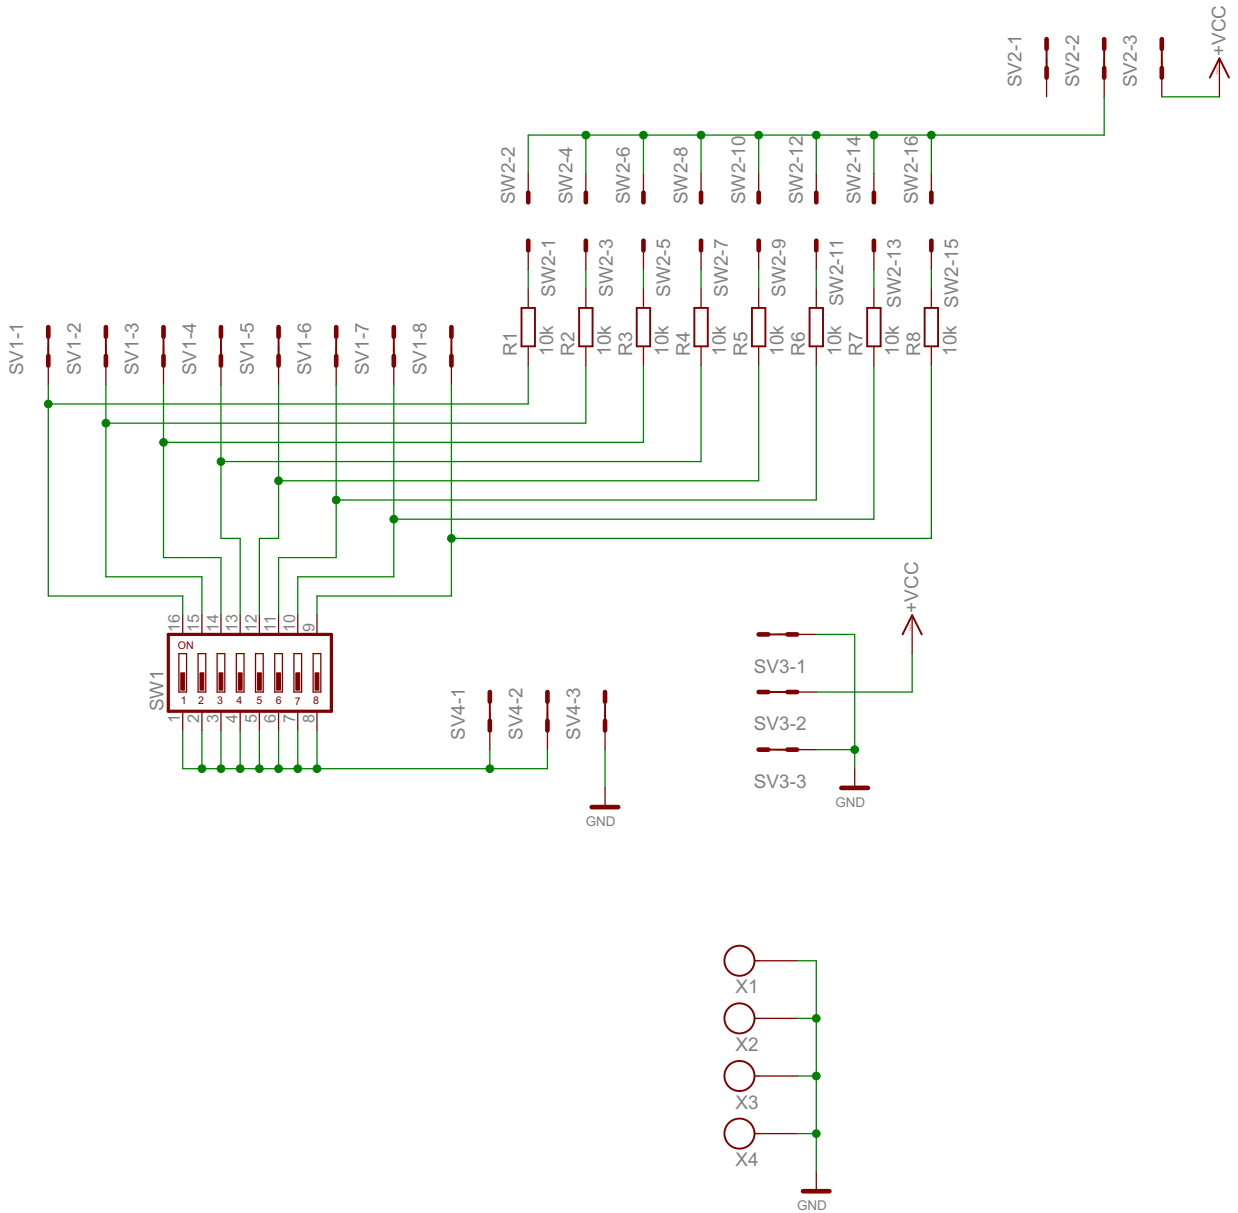 +VCC
SV2-1
SV2-2
SV2-3
SW2-2
SW2-4
SW2-6
SW2-8
SW2-10
SW2-12
SW2-14
SW2-16
SW2-1
SW2-3
SW2-5
SW2-7
SW2-9
SW2-11
SW2-13
SW2-15
R1
10k
R2
10k
R3
10k
R4
10k
R5
10k
R6
10k
R7
10k
R8
10k
SV1-1
SV1-2
SV1-3
SV1-4
SV1-5
SV1-6
SV1-7
SV1-8
16
15
14
13
12
11
10
9
ON
SW1
1 2 3 4 5 6 7 8
1
2
3
4
5
6
7
8
SV4-1
SV4-2
SV4-3
GND
+VCC
SV3-1
SV3-2
SV3-3
GND
X1
X2
X3
X4
GND